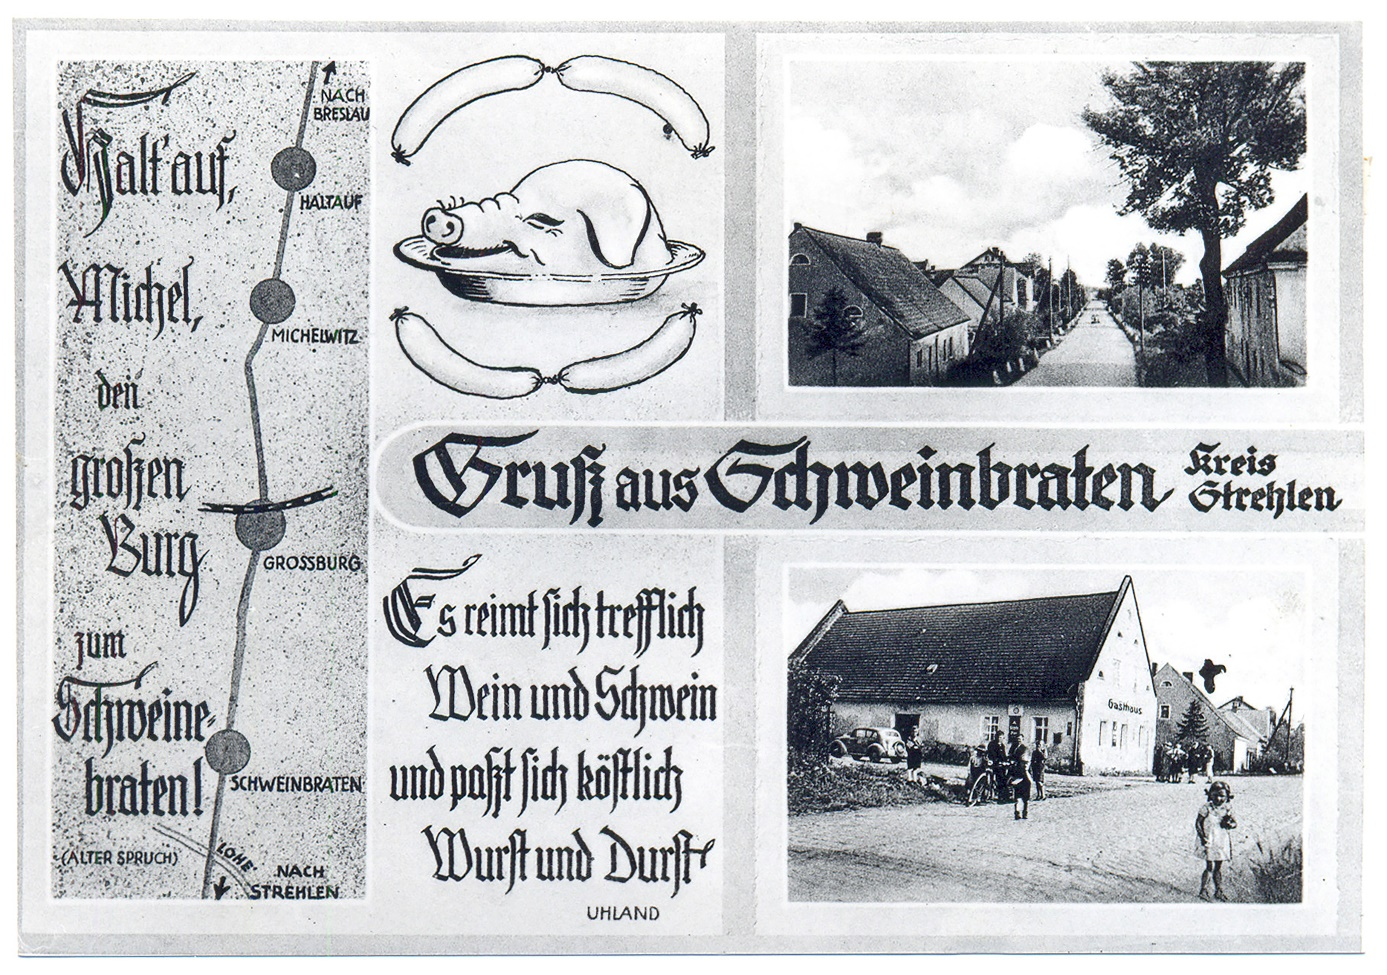 Halt'auf,
Michel,
den
großen
Burg
zum
Schweine-
braten!
(ALTER SPRUCH)
NACH
BRESLAU
HALTAUF
MICHELWITZ
GROSSBURG
SCHWEINBRATEN
LOHE
NACH
STREHLEN
Gruß aus Schweinbraten Kreis
Strehlen
Es reimt sich trefflich
Wein und Schwein
und paßt sich köstlich
Wurst und Durst
UHLAND
Gasthaus